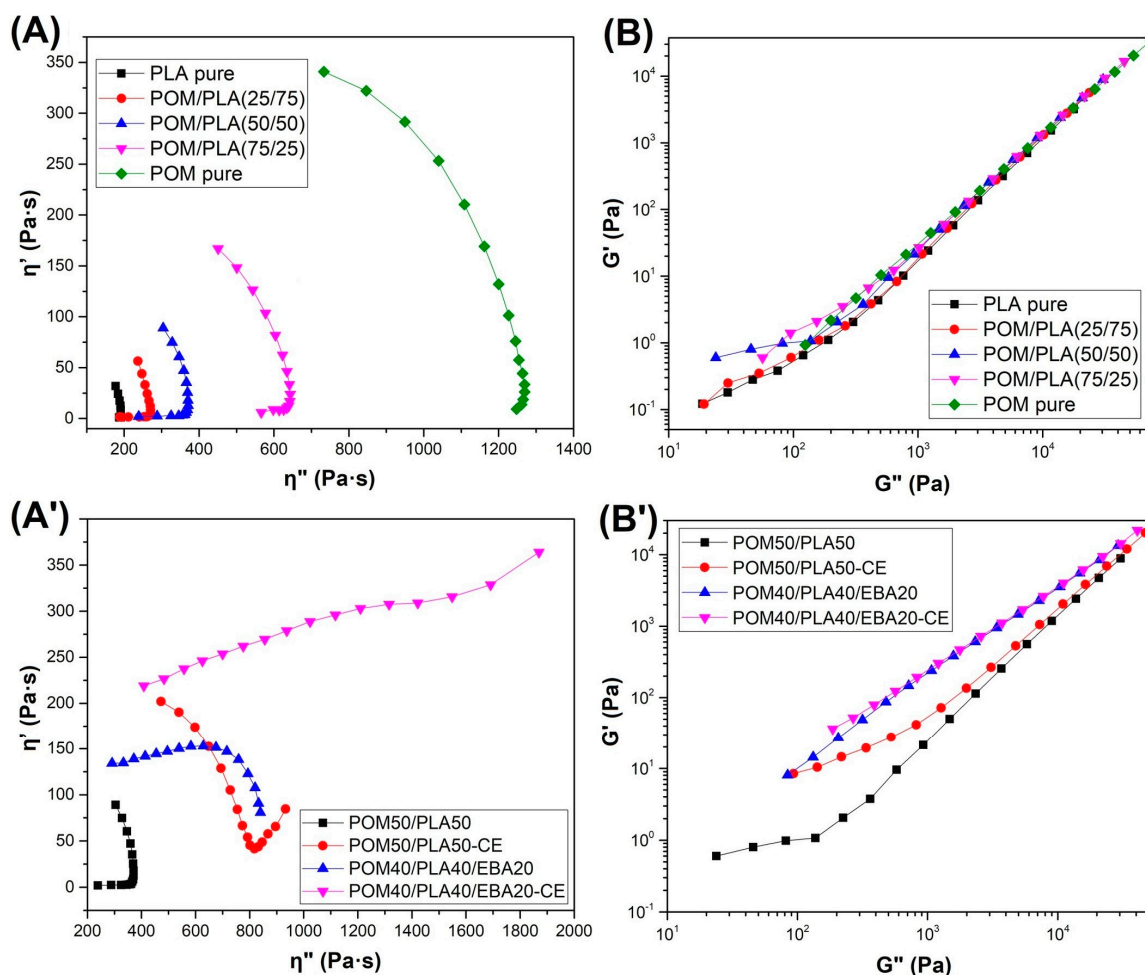 (A)
350
300
250
200
150
100
50
0
η' (Pa·s)
PLA pure
POM/PLA(25/75)
POM/PLA(50/50)
POM/PLA(75/25)
POM pure
200 400 600 800 1000 1200 1400
η" (Pa·s)
(B)
10⁴
10³
10²
10¹
10⁰
10⁻¹
G' (Pa)
PLA pure
POM/PLA(25/75)
POM/PLA(50/50)
POM/PLA(75/25)
POM pure
10¹ 10² 10³ 10⁴
G" (Pa)
(A')
400
350
300
250
200
150
100
50
0
η' (Pa·s)
POM50/PLA50
POM50/PLA50-CE
POM40/PLA40/EBA20
POM40/PLA40/EBA20-CE
200 400 600 800 1000 1200 1400 1600 1800 2000
η" (Pa·s)
(B')
10⁴
10³
10²
10¹
10⁰
10⁻¹
G' (Pa)
POM50/PLA50
POM50/PLA50-CE
POM40/PLA40/EBA20
POM40/PLA40/EBA20-CE
10¹ 10² 10³ 10⁴
G" (Pa)